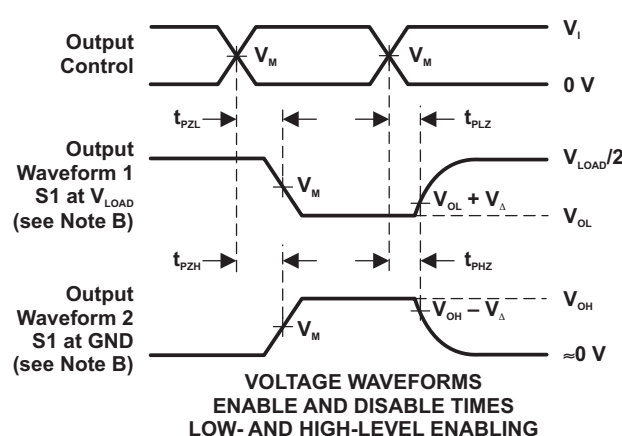 Output
Control
V_M
V_M
V_I
0 V
t_PZL
t_PLZ
Output
Waveform 1
S1 at V_LOAD
(see Note B)
V_M
V_OL + V_Δ
V_LOAD/2
V_OL
t_PZH
t_PHZ
Output
Waveform 2
S1 at GND
(see Note B)
V_M
V_OH – V_Δ
V_OH
≈0 V
VOLTAGE WAVEFORMS
ENABLE AND DISABLE TIMES
LOW- AND HIGH-LEVEL ENABLING